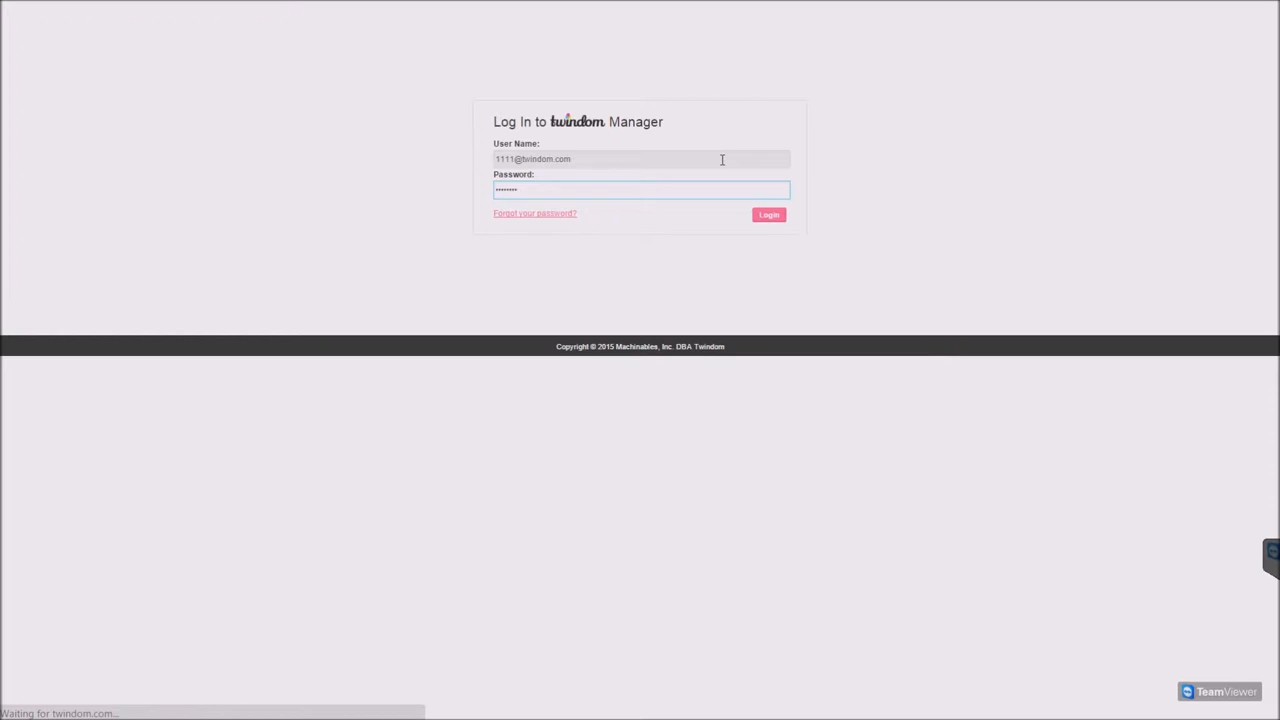 Log In to twindom Manager
User Name:
1111@twindom.com
Password:
••••••••
Forgot your password?
Login
Copyright © 2015 Machinables, Inc. DBA Twindom
TeamViewer
Waiting for twindom.com...